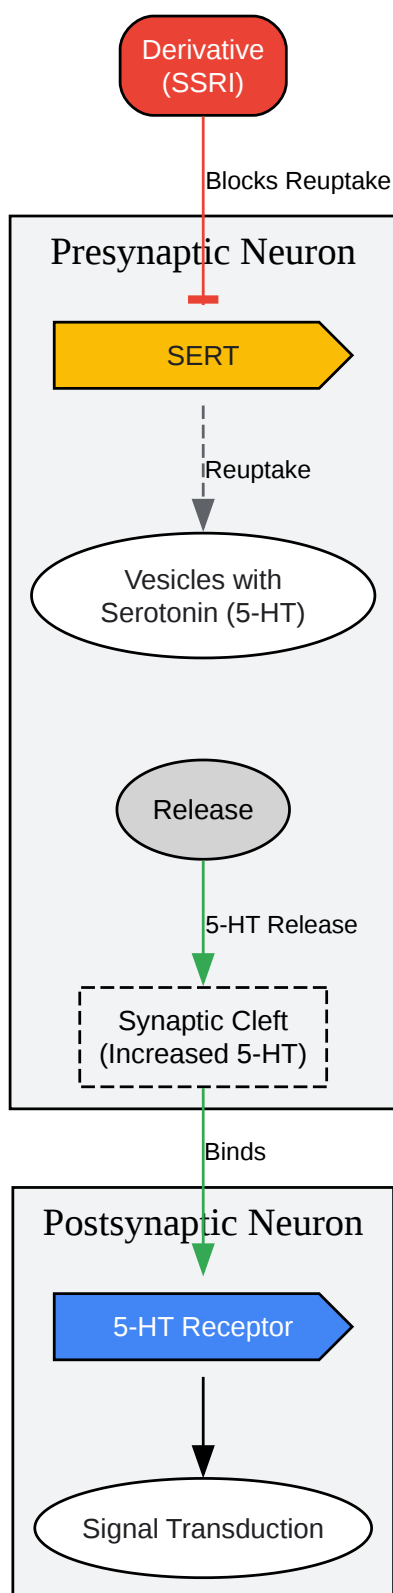 Derivative
(SSRI)
Blocks Reuptake
Presynaptic Neuron
SERT
Reuptake
Vesicles with
Serotonin (5-HT)
Release
5-HT Release
Synaptic Cleft
(Increased 5-HT)
Binds
Postsynaptic Neuron
5-HT Receptor
Signal Transduction